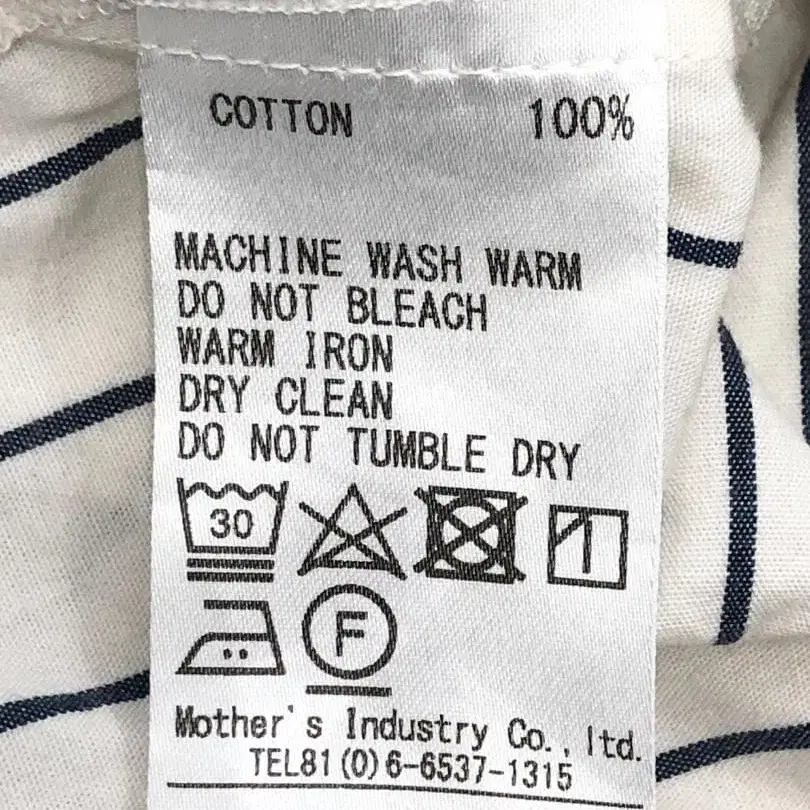 COTTON 100%
MACHINE WASH WARM
DO NOT BLEACH
WARM IRON
DRY CLEAN
DO NOT TUMBLE DRY
30
F
Mother's Industry Co., ltd.
TEL81(0)6-6537-1315